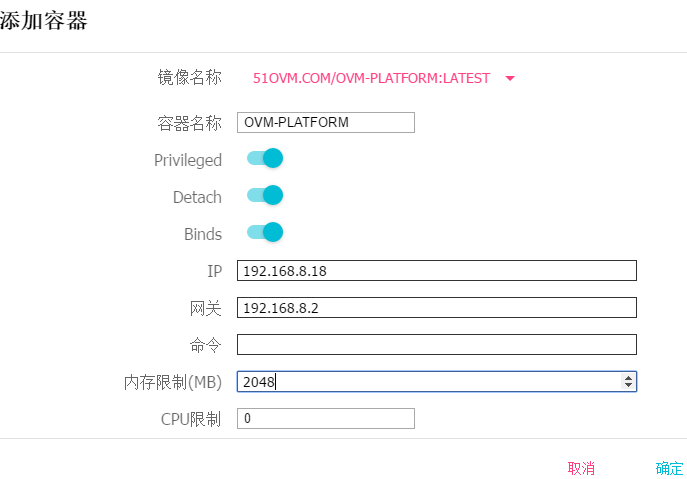 添加容器
镜像名称 51OVM.COM/OVM-PLATFORM:LATEST
容器名称 OVM-PLATFORM
Privileged
Detach
Binds
IP 192.168.8.18
网关 192.168.8.2
命令
内存限制(MB) 2048
CPU限制 0
取消 确定